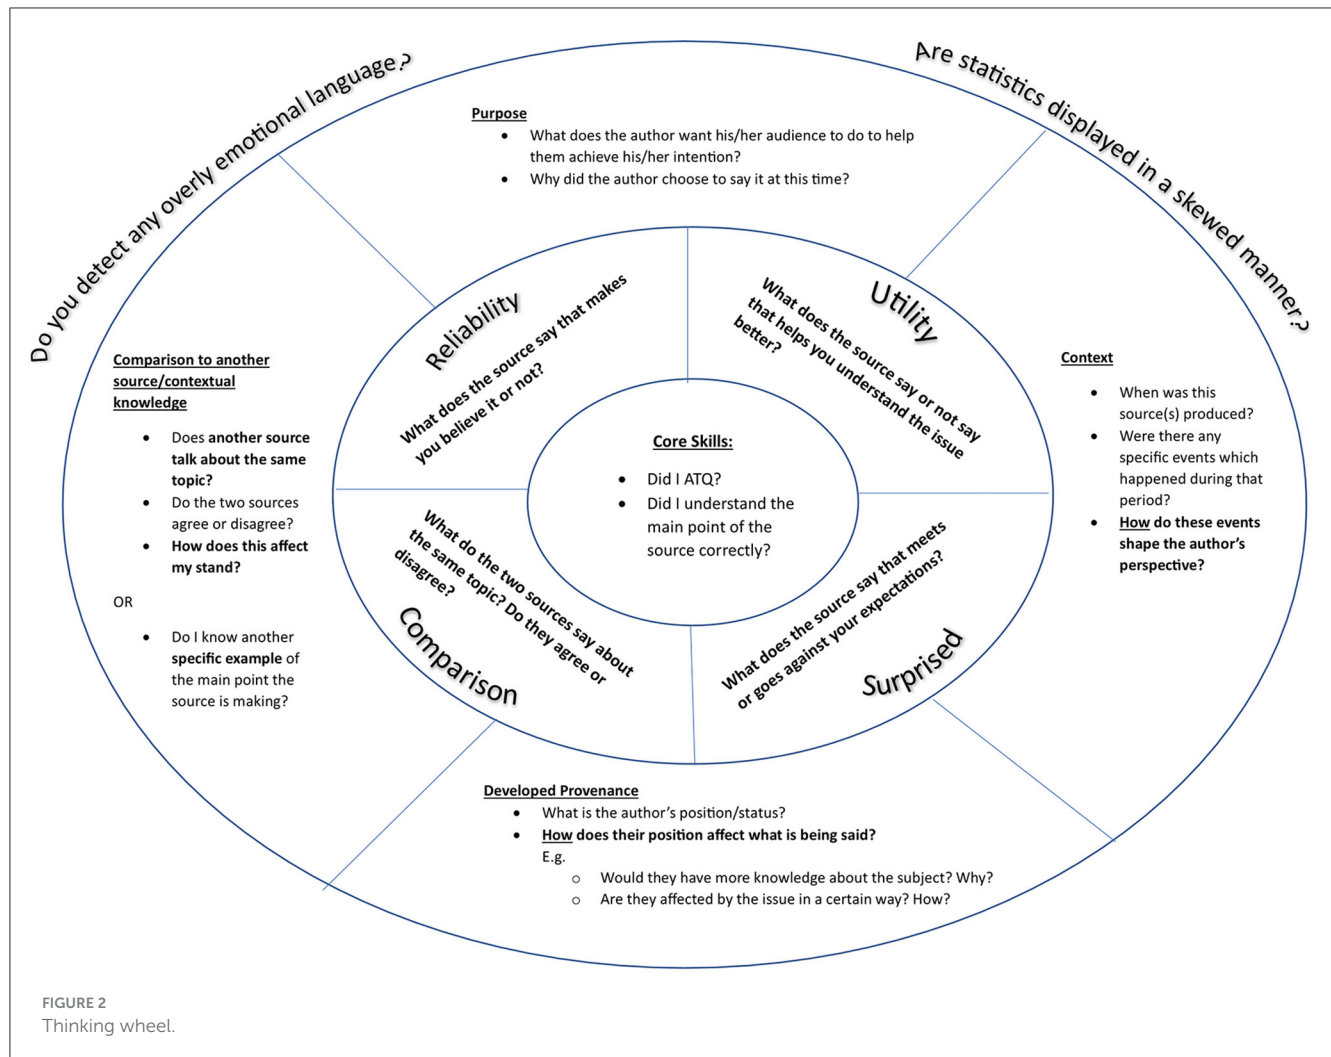 Do you detect any overly emotional language?
Are statistics displayed in a skewed manner?
Purpose
• What does the author want his/her audience to do to help
them achieve his/her intention?
• Why did the author choose to say it at this time?
Reliability
What does the source say that makes
you believe it or not?
Utility
What does the source say or not say
that helps you understand the issue
better?
Comparison to another
source/contextual
knowledge
• Does another source
talk about the same
topic?
• Do the two sources
agree or disagree?
• How does this affect
my stand?
OR
• Do I know another
specific example of
the main point the
source is making?
Core Skills:
• Did I ATQ?
• Did I understand the
main point of the
source correctly?
Context
• When was this
source(s) produced?
• Were there any
specific events which
happened during that
period?
• How do these events
shape the author's
perspective?
What do the two sources say about
the same topic? Do they agree or
disagree?
Comparison
What does the source say that meets
or goes against your expectations?
Surprised
Developed Provenance
• What is the author's position/status?
• How does their position affect what is being said?
E.g.
o Would they have more knowledge about the subject? Why?
o Are they affected by the issue in a certain way? How?
FIGURE 2
Thinking wheel.